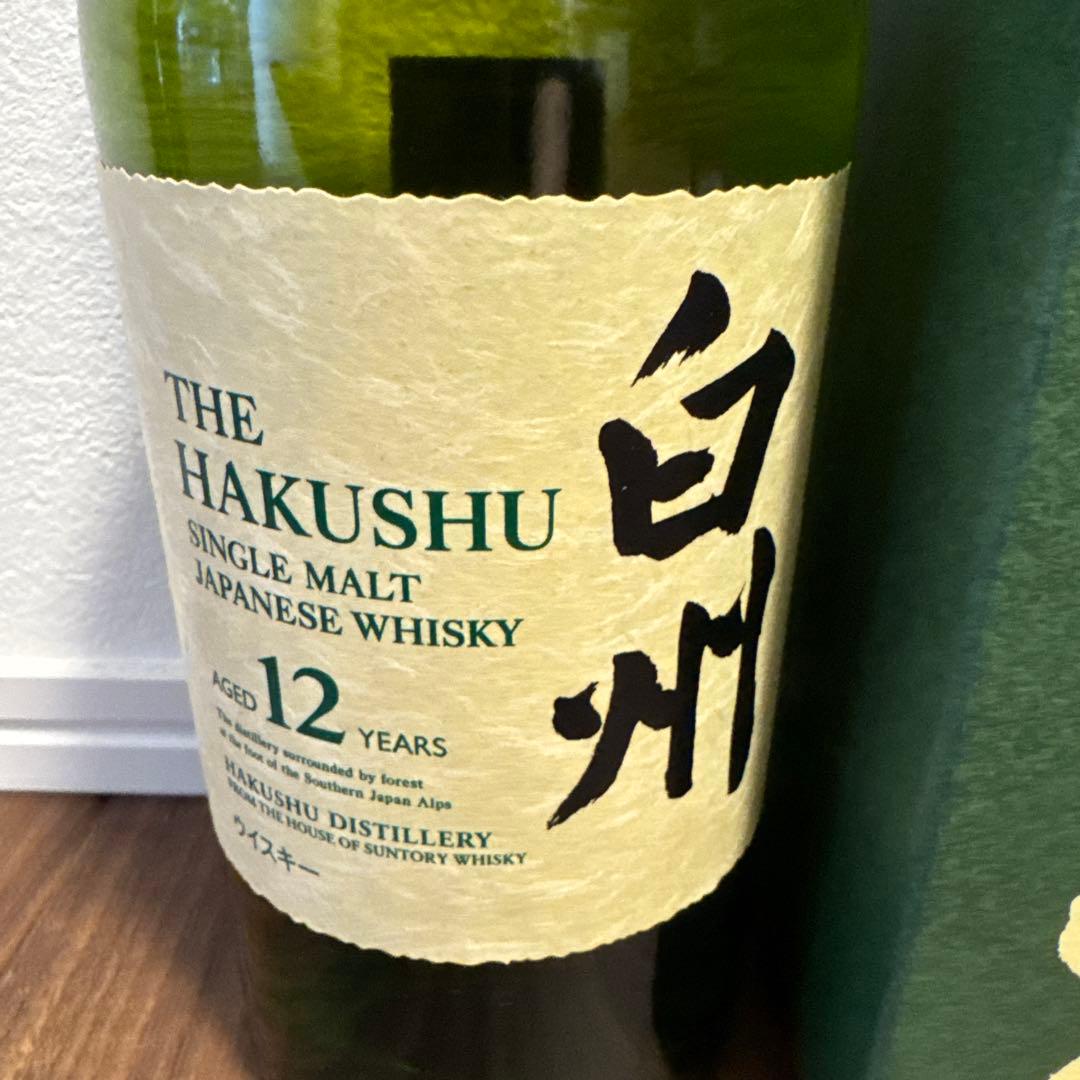 THE
HAKUSHU
SINGLE MALT
JAPANESE WHISKY
AGED 12 YEARS
The distillery surrounded by forest
at the foot of the Southern Japan Alps
HAKUSHU DISTILLERY
FROM THE HOUSE OF SUNTORY WHISKY
ウイスキー
白州